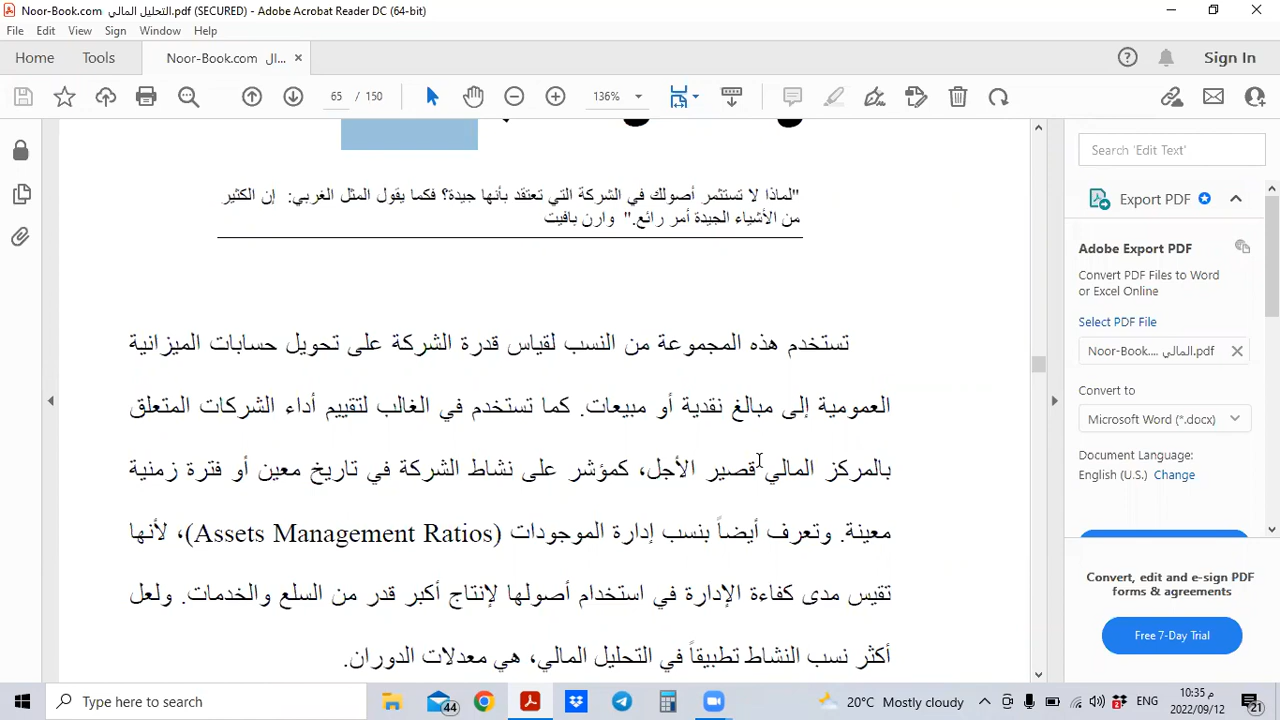 Noor-Book.com التحليل المالي.pdf (SECURED) - Adobe Acrobat Reader DC (64-bit)
File Edit View Sign Window Help
Home Tools Noor-Book.com ال... × Sign In
65 / 150 136%
"لماذا لا تستثمر أصولك في الشركة التي تعتقد بأنها جيدة؟ فكما يقول المثل الغربي: إن الكثير
من الأشياء الجيدة أمر رائع." وارن بافيت
تستخدم هذه المجموعة من النسب لقياس قدرة الشركة على تحويل حسابات الميزانية
العمومية إلى مبالغ نقدية أو مبيعات. كما تستخدم في الغالب لتقييم أداء الشركات المتعلق
بالمركز المالي قصير الأجل، كمؤشر على نشاط الشركة في تاريخ معين أو فترة زمنية
معينة. وتعرف أيضاً بنسب إدارة الموجودات (Assets Management Ratios)، لأنها
تقيس مدى كفاءة الإدارة في استخدام أصولها لإنتاج أكبر قدر من السلع والخدمات. ولعل
أكثر نسب النشاط تطبيقاً في التحليل المالي، هي معدلات الدوران.
Search 'Edit Text'
Export PDF
Adobe Export PDF
Convert PDF Files to Word
or Excel Online
Select PDF File
Noor-Book.... المالي.pdf
Convert to
Microsoft Word (*.docx)
Document Language:
English (U.S.) Change
Convert, edit and e-sign PDF
forms & agreements
Free 7-Day Trial
Type here to search
44
20°C Mostly cloudy
ENG
10:35 م
2022/09/12
21